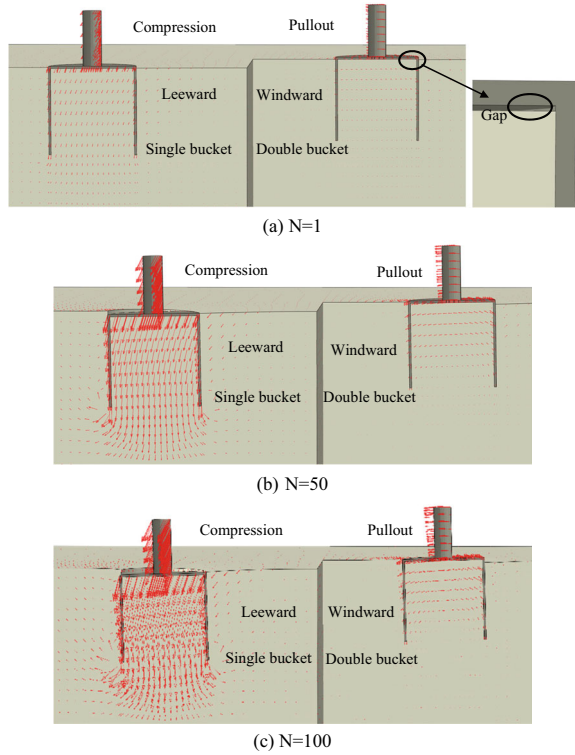 Compression
Pullout
Leeward
Windward
Gap
Single bucket
Double bucket
(a) N=1
Compression
Pullout
Leeward
Windward
Single bucket
Double bucket
(b) N=50
Compression
Pullout
Leeward
Windward
Single bucket
Double bucket
(c) N=100